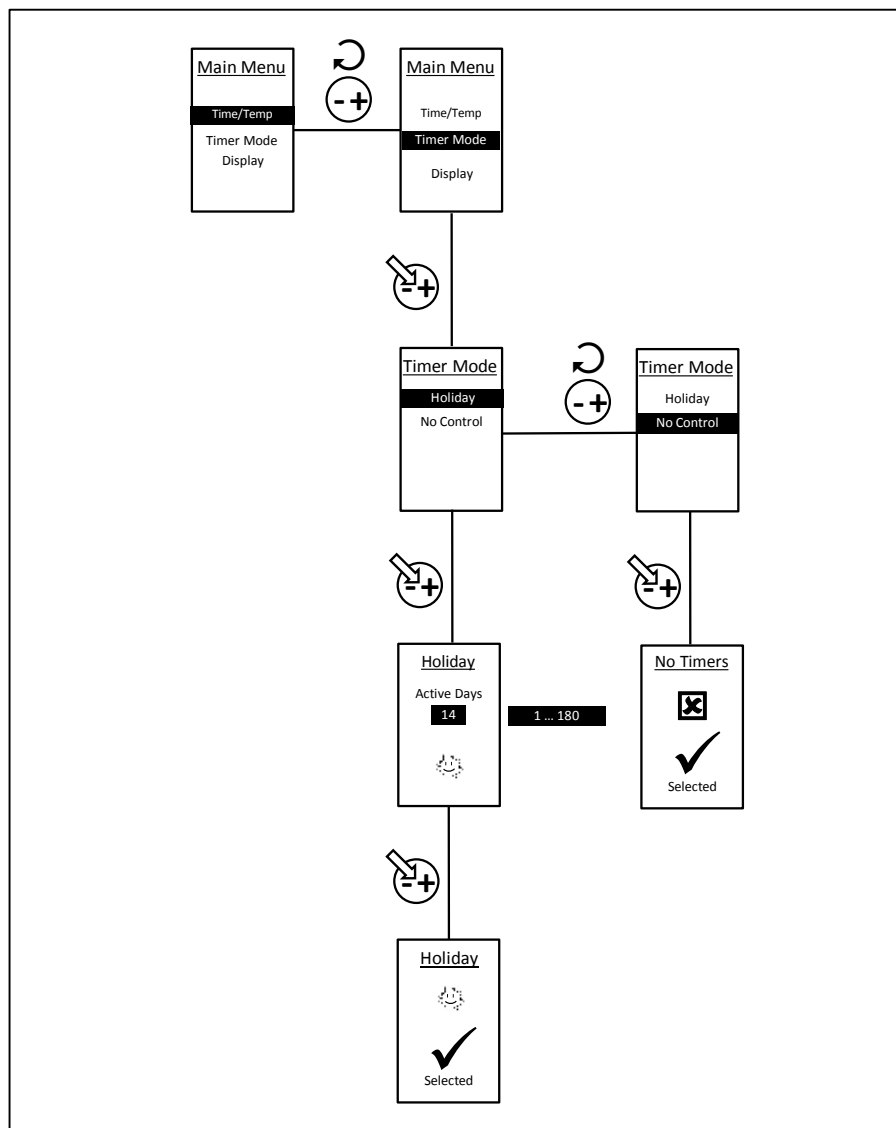 Main Menu
Time/Temp
Timer Mode
Display
- +
Main Menu
Time/Temp
Timer Mode
Display
- +
Timer Mode
Holiday
No Control
- +
Timer Mode
Holiday
No Control
- +
- +
Holiday
Active Days
14
1 ... 180
No Timers
Selected
- +
Holiday
Selected